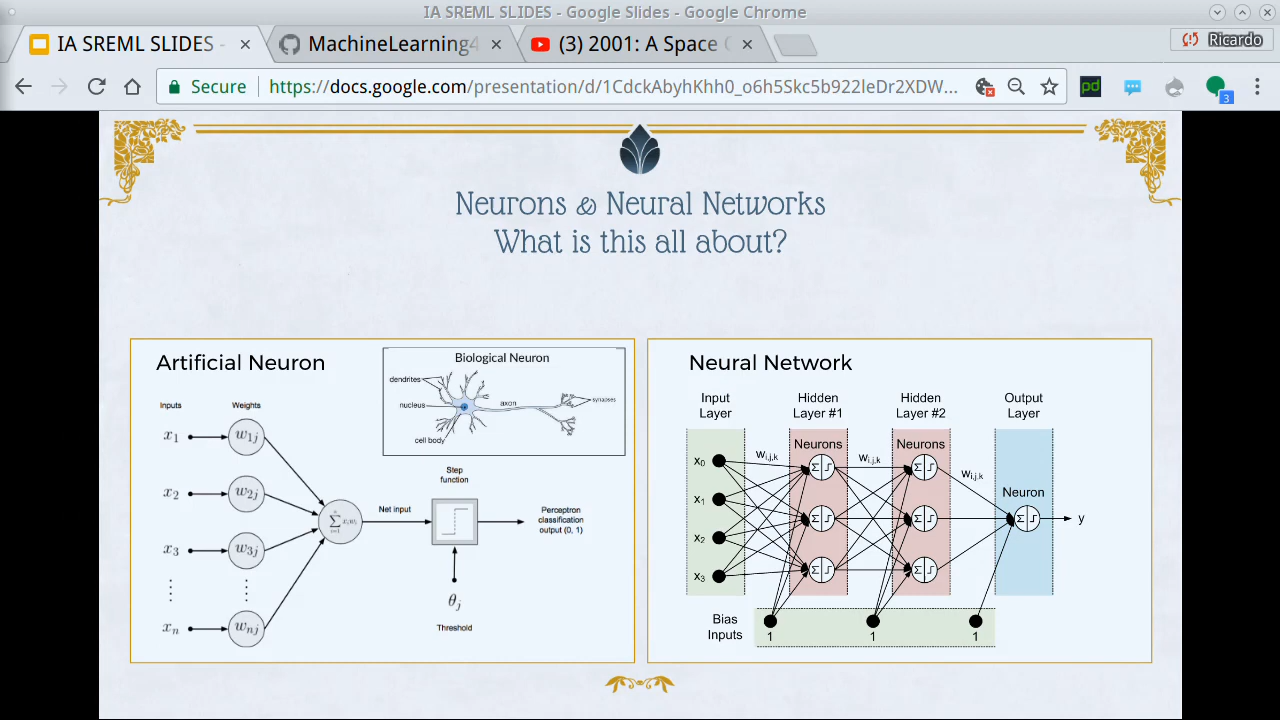 IA SREML SLIDES - Google Slides - Google Chrome
IA SREML SLIDES -
MachineLearning4
(3) 2001: A Space O
Ricardo
Secure
https://docs.google.com/presentation/d/1CdckAbyhKhh0_o6h5Skc5b922leDr2XDW...
pd
3
Neurons & Neural Networks
What is this all about?
Artificial Neuron
Biological Neuron
dendrites
nucleus
cell body
axon
synapses
Inputs
Weights
x₁
w₁ⱼ
x₂
w₂ⱼ
x₃
w₃ⱼ
xₙ
wₙⱼ
Net input
Step
function
Perceptron
classification
output (0, 1)
θⱼ
Threshold
Neural Network
Input
Layer
Hidden
Layer #1
Hidden
Layer #2
Output
Layer
Neurons
Neurons
Neuron
x₀
x₁
x₂
x₃
wᵢ,ⱼ,ₖ
wᵢ,ⱼ,ₖ
wᵢ,ⱼ,ₖ
Σ
Σ
Σ
Σ
Σ
Σ
Σ
y
Bias
Inputs
1
1
1